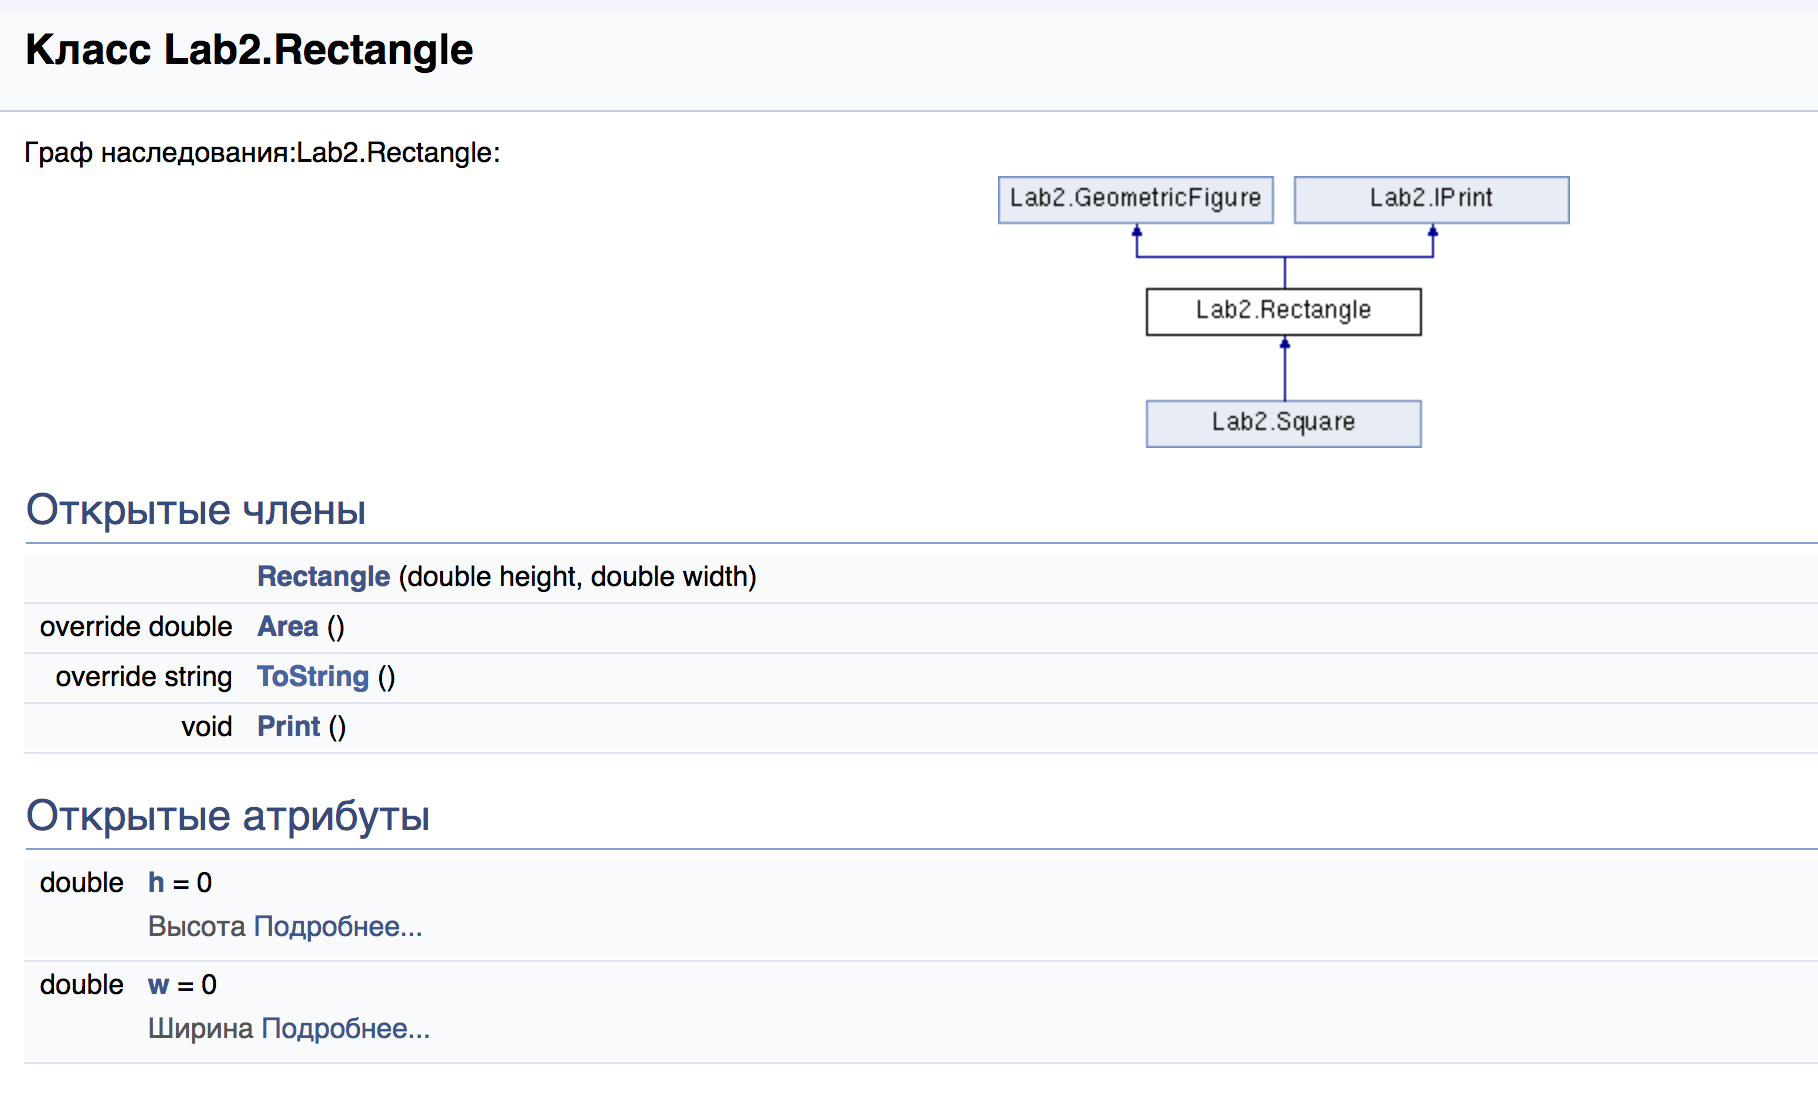 Класс Lab2.Rectangle
Граф наследования:Lab2.Rectangle:
Lab2.GeometricFigure Lab2.IPrint
Lab2.Rectangle
Lab2.Square
Открытые члены
Rectangle (double height, double width)
override double Area ()
override string ToString ()
void Print ()
Открытые атрибуты
double h = 0
Высота Подробнее...
double w = 0
Ширина Подробнее...